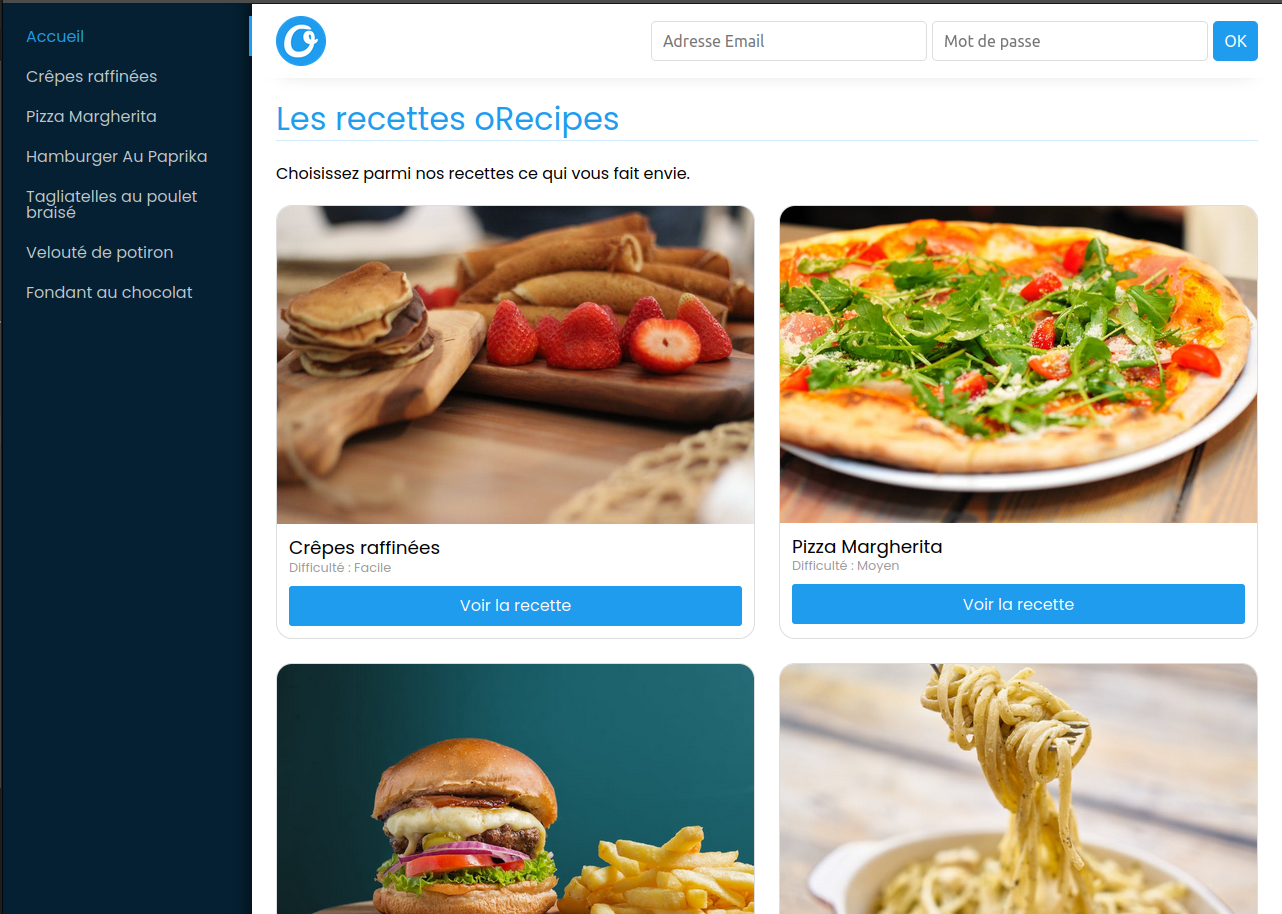 Accueil
Crêpes raffinées
Pizza Margherita
Hamburger Au Paprika
Tagliatelles au poulet
braisé
Velouté de potiron
Fondant au chocolat
Adresse Email
Mot de passe
OK
Les recettes oRecipes
Choisissez parmi nos recettes ce qui vous fait envie.
Crêpes raffinées
Difficulté : Facile
Voir la recette
Pizza Margherita
Difficulté : Moyen
Voir la recette